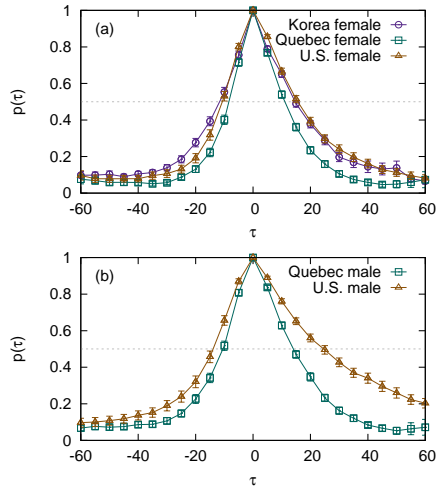 (a)
Korea female
Quebec female
U.S. female
p(τ)
1
0.8
0.6
0.4
0.2
0
-60 -40 -20 0 20 40 60
τ
(b)
Quebec male
U.S. male
p(τ)
1
0.8
0.6
0.4
0.2
0
-60 -40 -20 0 20 40 60
τ